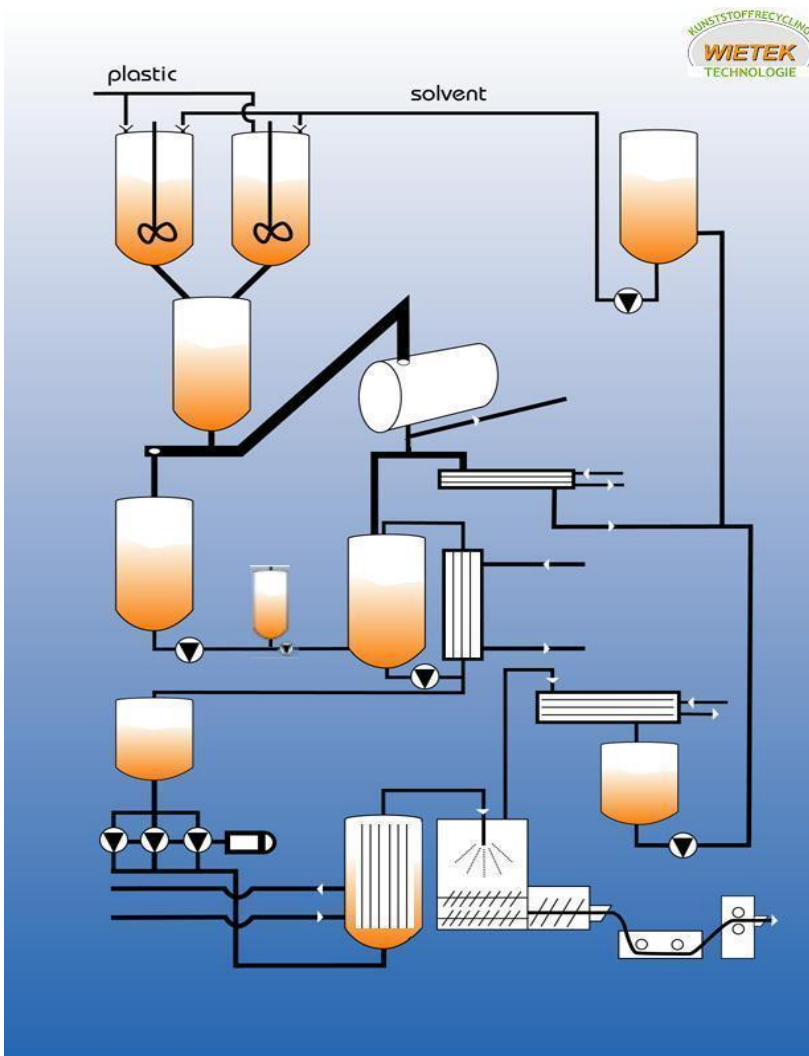 KUNSTSTOFFRECYCLING
WIETEK
TECHNOLOGIE
plastic
solvent